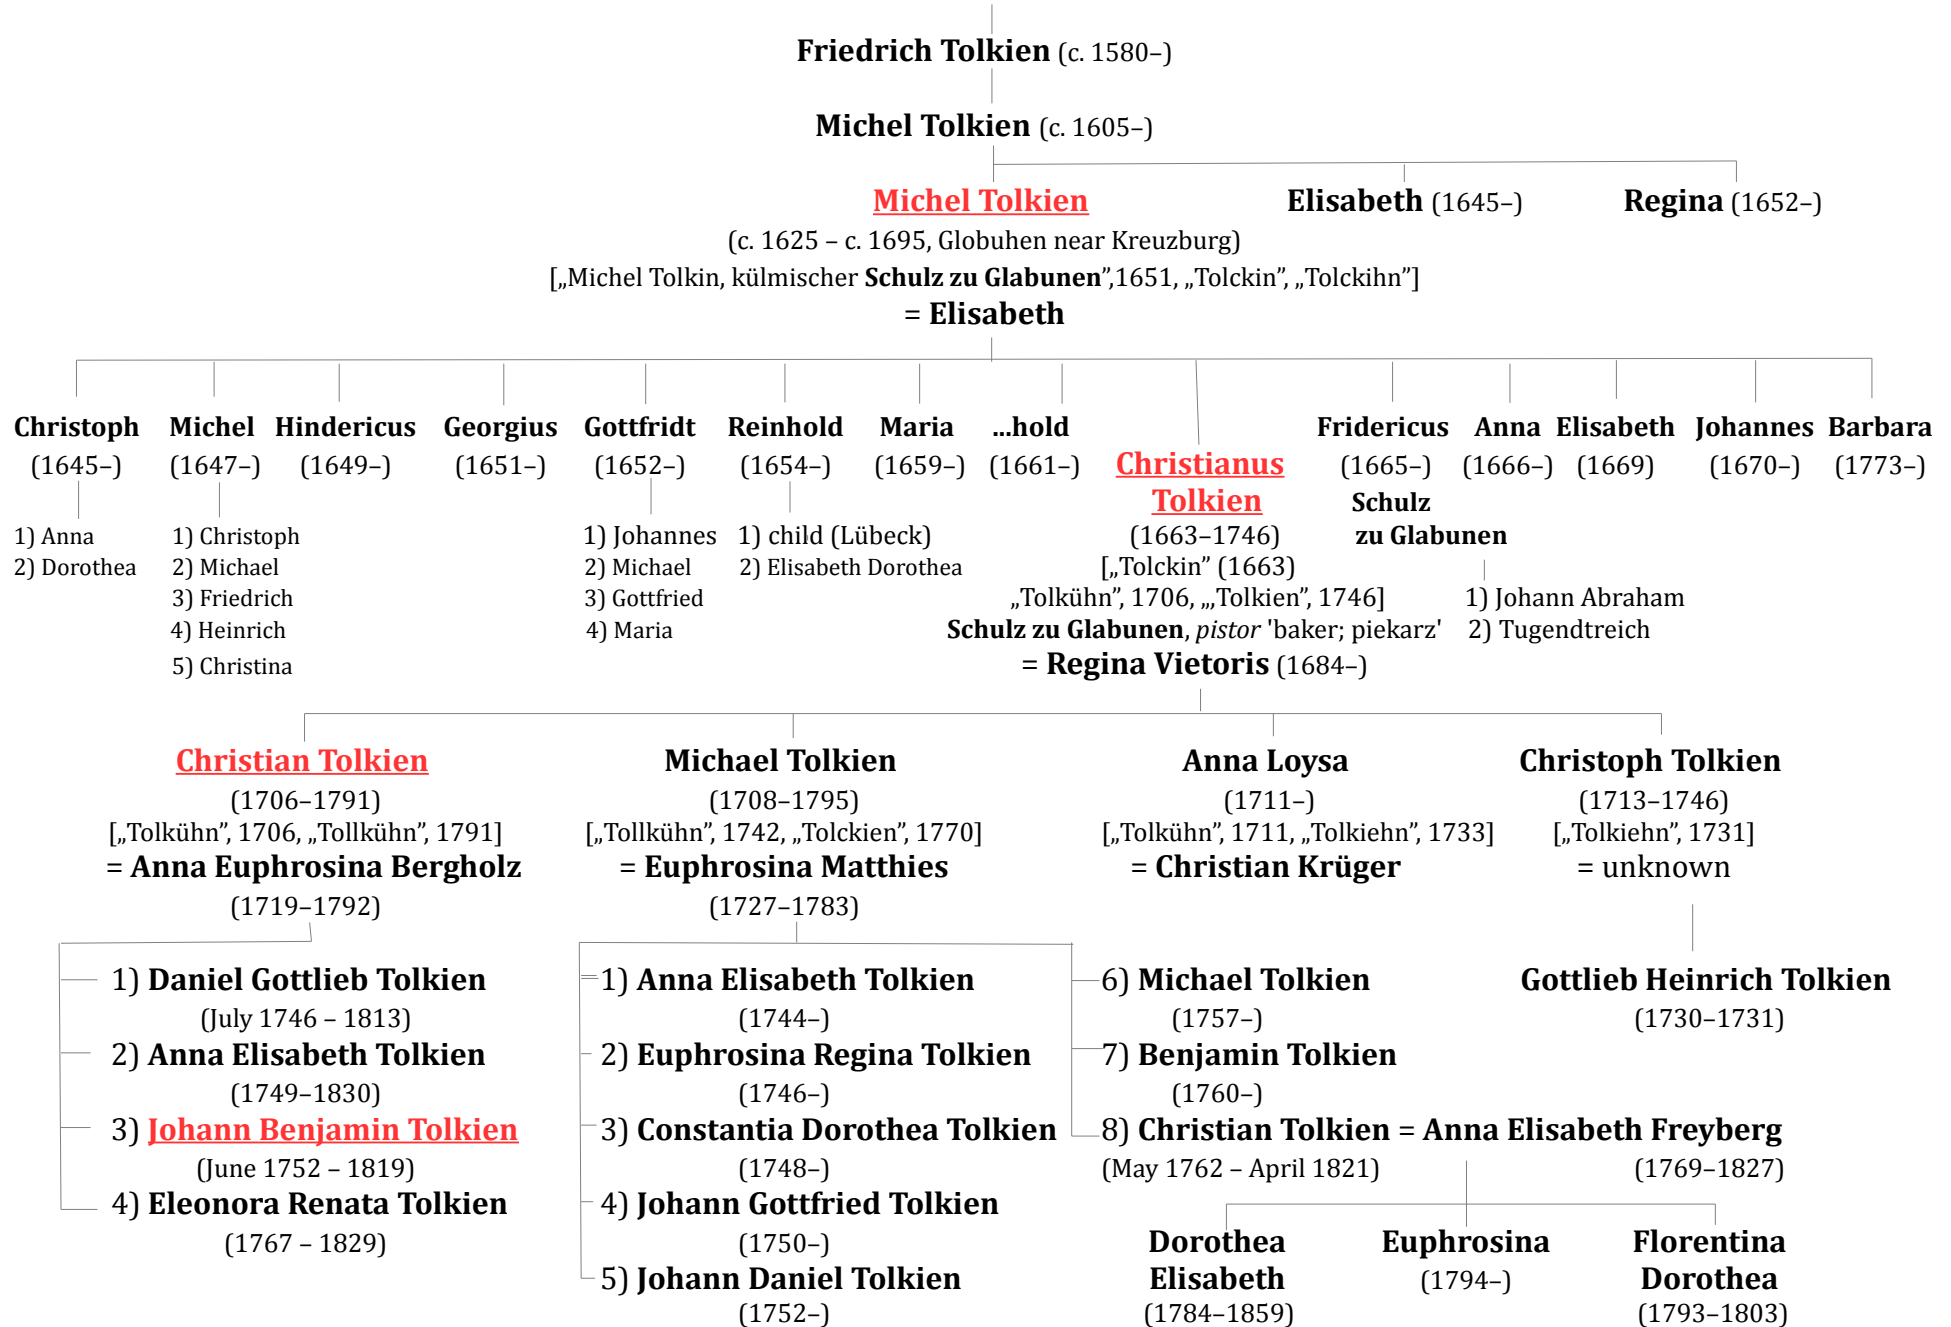 Friedrich Tolkien (c. 1580–)
Michel Tolkien (c. 1605–)
Michel Tolkien
Elisabeth (1645–)
Regina (1652–)
(c. 1625 – c. 1695, Globuhen near Kreuzburg)
[„Michel Tolkin, külmischer Schulz zu Glabunen”,1651, „Tolckin”, „Tolckihn”]
= Elisabeth
Christoph
(1645–)
1) Anna
2) Dorothea
Michel
(1647–)
1) Christoph
2) Michael
3) Friedrich
4) Heinrich
5) Christina
Hindericus
(1649–)
Georgius
(1651–)
Gottfridt
(1652–)
1) Johannes
2) Michael
3) Gottfried
4) Maria
Reinhold
(1654–)
1) child (Lübeck)
2) Elisabeth Dorothea
Maria
(1659–)
...hold
(1661–)
Christianus
Tolkien
(1663–1746)
[„Tolckin” (1663)
„Tolkühn”, 1706, „„Tolkien”, 1746]
Schulz zu Glabunen, pistor 'baker; piekarz'
= Regina Vietoris (1684–)
Fridericus
(1665–)
Schulz
zu Glabunen
1) Johann Abraham
2) Tugendtreich
Anna
(1666–)
Elisabeth
(1669)
Johannes
(1670–)
Barbara
(1773–)
Christian Tolkien
(1706–1791)
[„Tolkühn”, 1706, „Tollkühn”, 1791]
= Anna Euphrosina Bergholz
(1719–1792)
Michael Tolkien
(1708–1795)
[„Tollkühn”, 1742, „Tolckien”, 1770]
= Euphrosina Matthies
(1727–1783)
Anna Loysa
(1711–)
[„Tolkühn”, 1711, „Tolkiehn”, 1733]
= Christian Krüger
Christoph Tolkien
(1713–1746)
[„Tolkiehn”, 1731]
= unknown
1) Daniel Gottlieb Tolkien
(July 1746 – 1813)
2) Anna Elisabeth Tolkien
(1749–1830)
3) Johann Benjamin Tolkien
(June 1752 – 1819)
4) Eleonora Renata Tolkien
(1767 – 1829)
1) Anna Elisabeth Tolkien
(1744–)
2) Euphrosina Regina Tolkien
(1746–)
3) Constantia Dorothea Tolkien
(1748–)
4) Johann Gottfried Tolkien
(1750–)
5) Johann Daniel Tolkien
(1752–)
6) Michael Tolkien
(1757–)
7) Benjamin Tolkien
(1760–)
8) Christian Tolkien = Anna Elisabeth Freyberg
(May 1762 – April 1821)
(1769–1827)
Gottlieb Heinrich Tolkien
(1730–1731)
Dorothea
Elisabeth
(1784–1859)
Euphrosina
(1794–)
Florentina
Dorothea
(1793–1803)